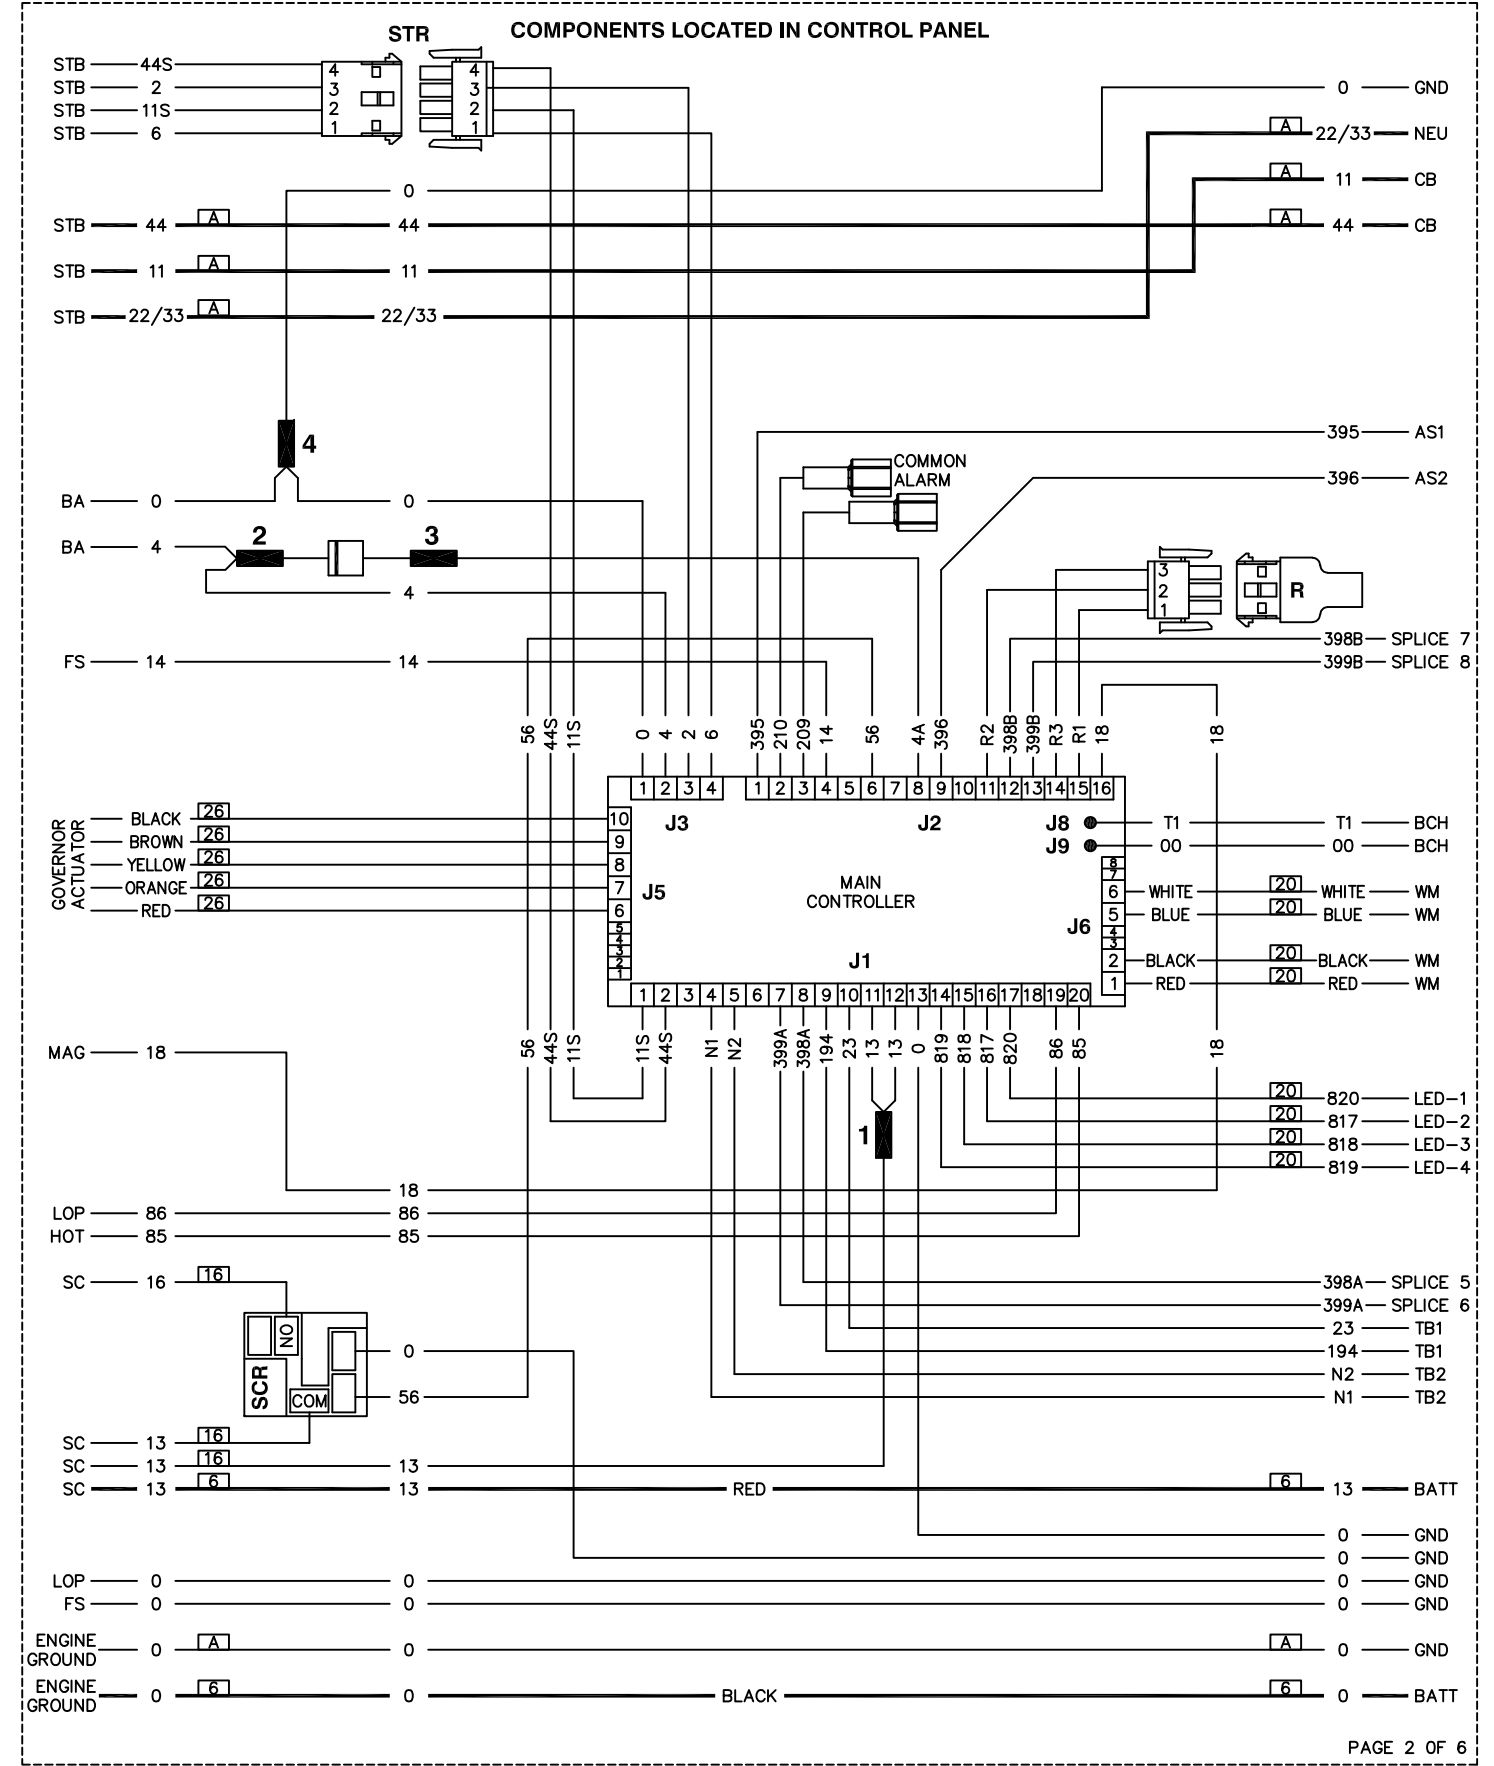 COMPONENTS LOCATED IN CONTROL PANEL
STR
STB 44S 4 4
STB 2 3 3 0 GND
STB 11S 2 2
STB 6 1 1 A 22/33 NEU
A 11 CB
0
STB 44 A 44 A 44 CB
STB 11 A 11
STB 22/33 A 22/33
395 AS1
4
COMMON
ALARM
396 AS2
BA 0 0
2 3
BA 4
4
3
2
1
R
398B SPLICE 7
FS 14 14 399B SPLICE 8
56 44S 11S 0 4 2 6 395 210 209 14 56 4A 396 R2 398B 399B R3 R1 18 18
1 2 3 4 1 2 3 4 5 6 7 8 9 10 11 12 13 14 15 16
J3 J2 J8 T1 T1 BCH
J9 00 00 BCH
GOVERNOR
ACTUATOR
BLACK 26 10
BROWN 26 9
YELLOW 26 8
ORANGE 26 7
RED 26 6
5
4
3
2
1
J5
MAIN
CONTROLLER
J6
8
7
6 WHITE 20 WHITE WM
5 BLUE 20 BLUE WM
4
3
2 BLACK 20 BLACK WM
1 RED 20 RED WM
J1
1 2 3 4 5 6 7 8 9 10 11 12 13 14 15 16 17 18 19 20
56 44S 11S 11S 44S N1 N2 399A 398A 194 23 13 13 0 819 818 817 820 86 85 18
MAG 18
20 820 LED-1
20 817 LED-2
1
20 818 LED-3
20 819 LED-4
18
LOP 86 86
HOT 85 85
SC 16 16 398A SPLICE 5
399A SPLICE 6
NO
23 TB1
0 194 TB1
N2 TB2
SCR
COM
56 N1 TB2
SC 13 16
SC 13 16 13
SC 13 6 13 RED 6 13 BATT
0 GND
0 GND
LOP 0 0 0 GND
FS 0 0 0 GND
ENGINE
GROUND 0 A 0 A 0 GND
ENGINE
GROUND 0 6 0 BLACK 6 0 BATT
PAGE 2 OF 6